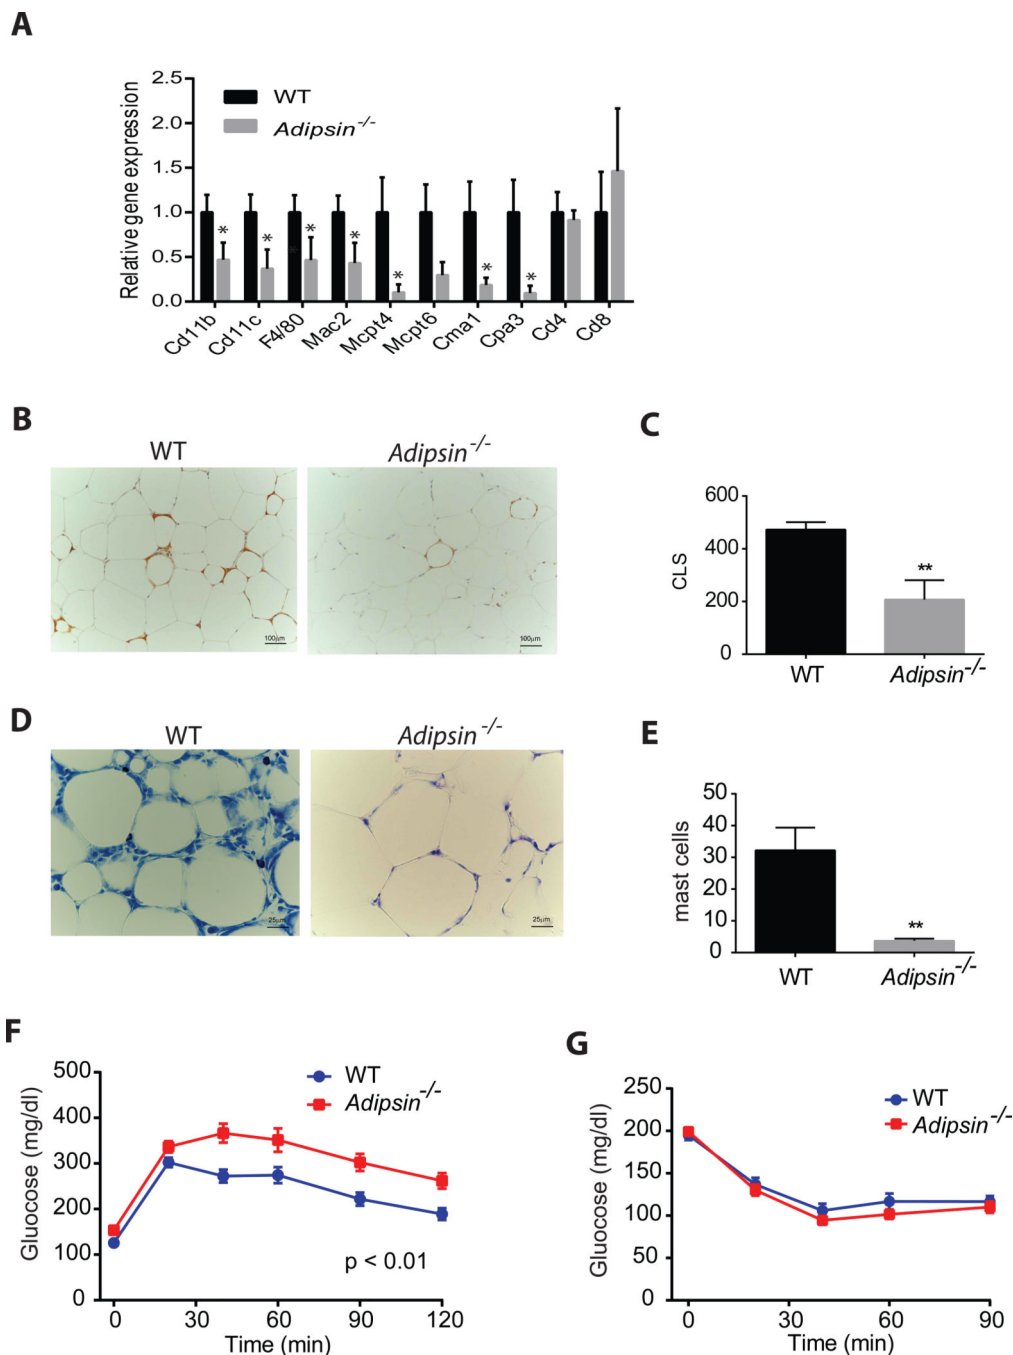 A
Relative gene expression
2.5
2.0
1.5
1.0
0.5
0.0
WT
Adipsin-/-
* * * * * * *
Cd11b Cd11c F4/80 Mac2 Mcpt4 Mcpt6 Cma1 Cpa3 Cd4 Cd8
B
WT
Adipsin-/-
100µm
100µm
C
CLS
600
400
200
0
**
WT Adipsin-/-
D
WT
Adipsin-/-
25µm
25µm
E
mast cells
50
40
30
20
10
0
**
WT Adipsin-/-
F
Gluocose (mg/dl)
500
400
300
200
100
0
WT
Adipsin-/-
p < 0.01
0 30 60 90 120
Time (min)
G
Gluocose (mg/dl)
250
200
150
100
50
0
WT
Adipsin-/-
0 30 60 90
Time (min)